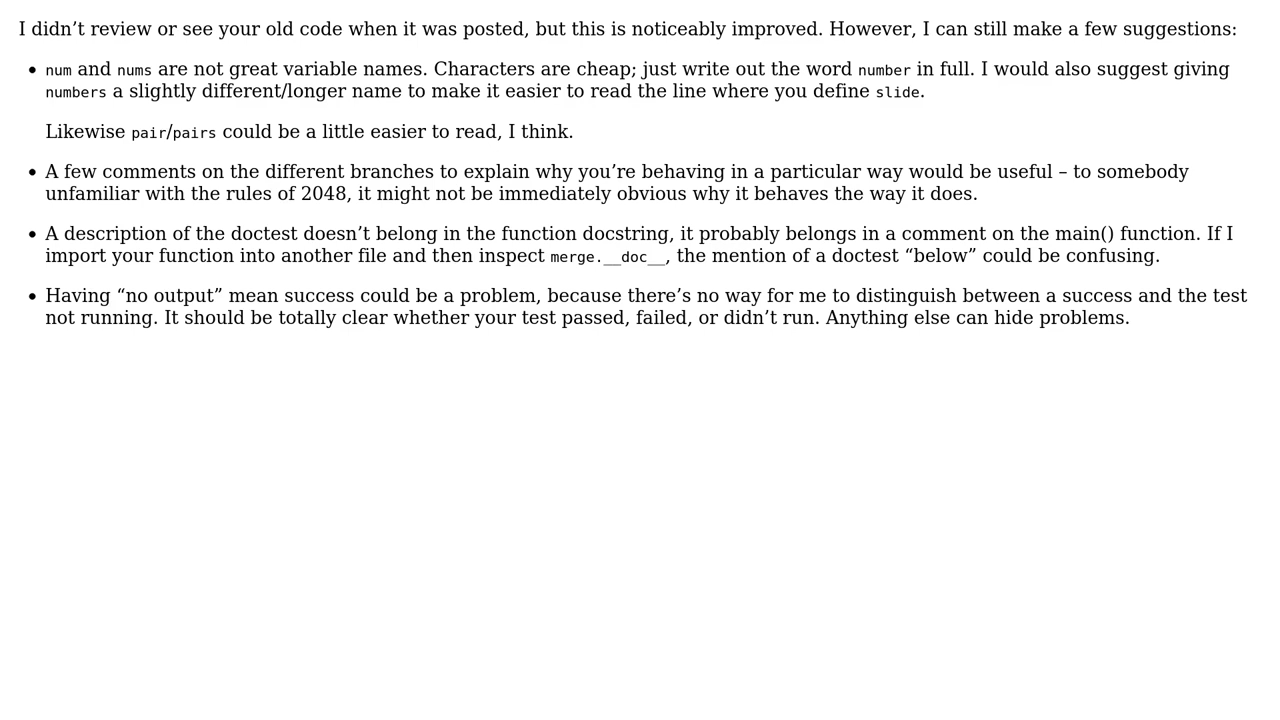 I didn’t review or see your old code when it was posted, but this is noticeably improved. However, I can still make a few suggestions:
• num and nums are not great variable names. Characters are cheap; just write out the word number in full. I would also suggest giving
numbers a slightly different/longer name to make it easier to read the line where you define slide.
Likewise pair/pairs could be a little easier to read, I think.
• A few comments on the different branches to explain why you’re behaving in a particular way would be useful – to somebody
unfamiliar with the rules of 2048, it might not be immediately obvious why it behaves the way it does.
• A description of the doctest doesn’t belong in the function docstring, it probably belongs in a comment on the main() function. If I
import your function into another file and then inspect merge.__doc__, the mention of a doctest “below” could be confusing.
• Having “no output” mean success could be a problem, because there’s no way for me to distinguish between a success and the test
not running. It should be totally clear whether your test passed, failed, or didn’t run. Anything else can hide problems.